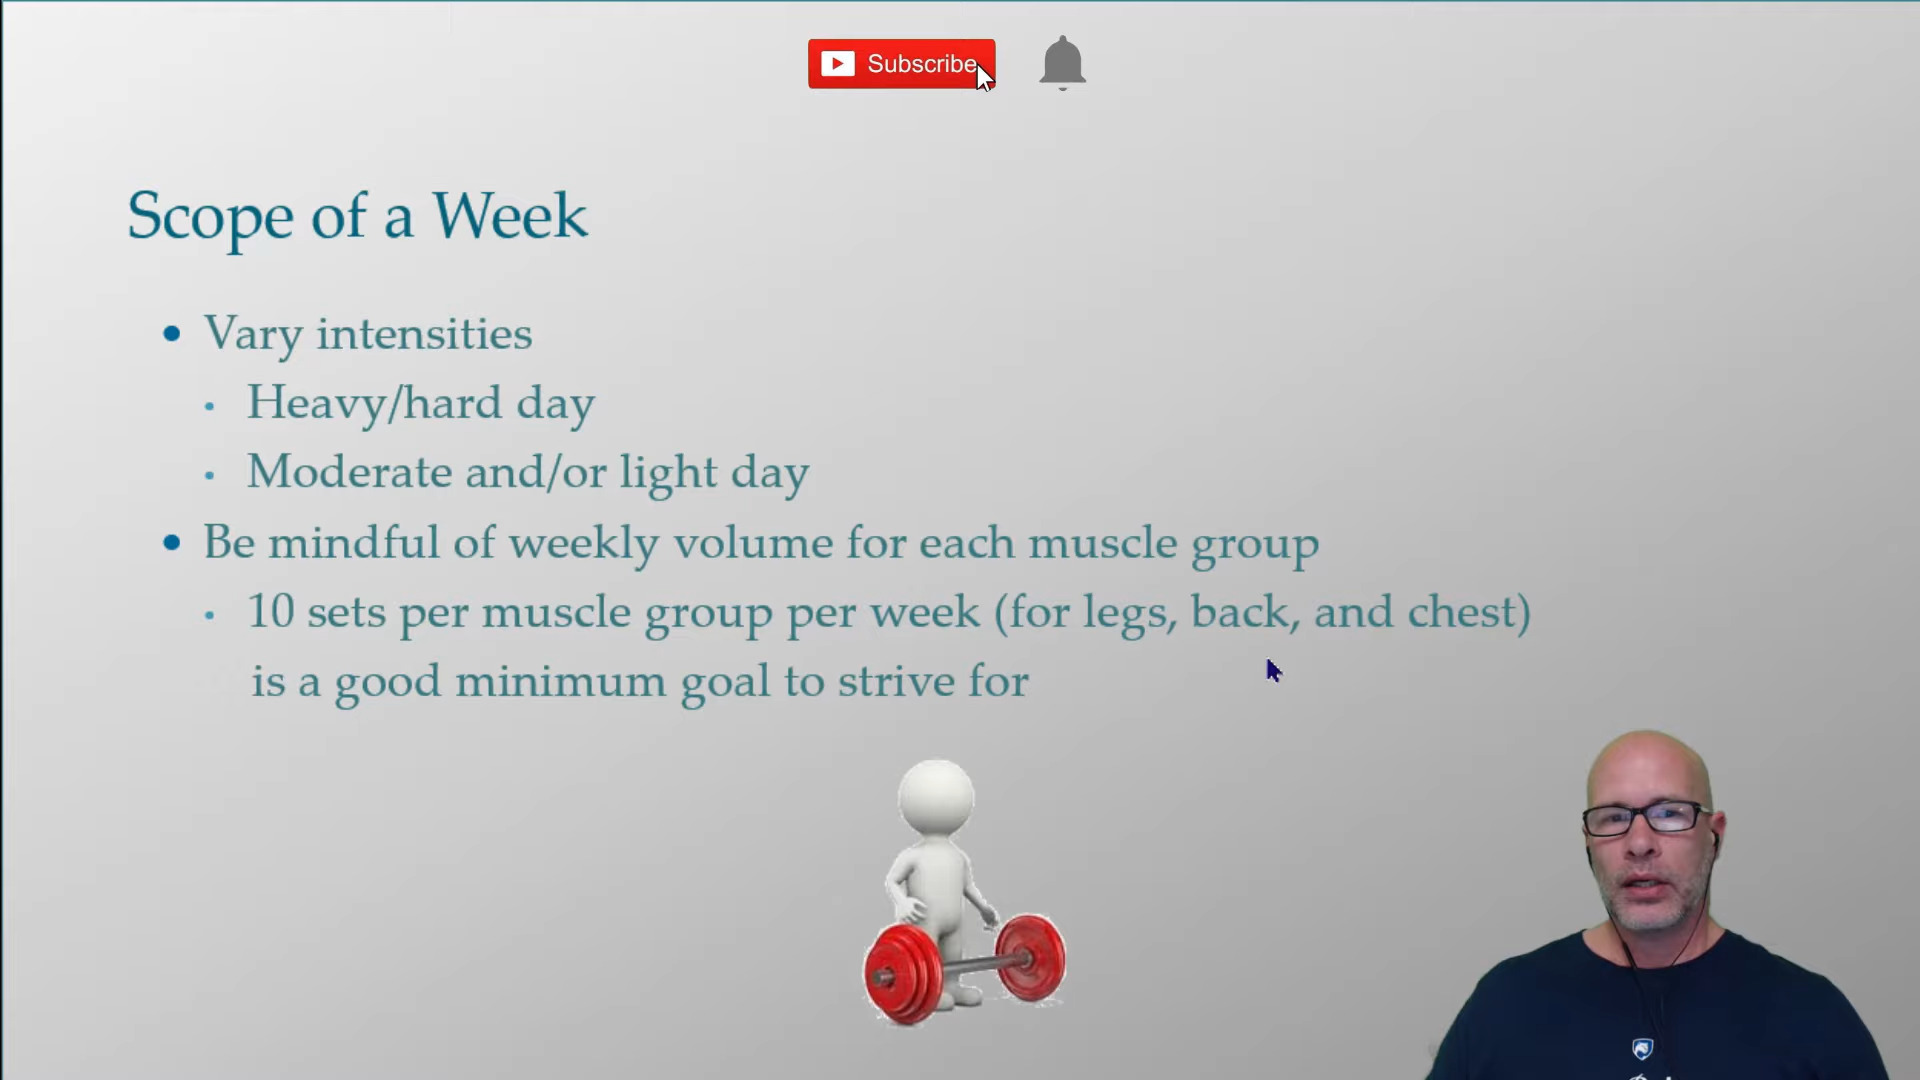 Subscribe
Scope of a Week
• Vary intensities
• Heavy/hard day
• Moderate and/or light day
• Be mindful of weekly volume for each muscle group
• 10 sets per muscle group per week (for legs, back, and chest)
is a good minimum goal to strive for